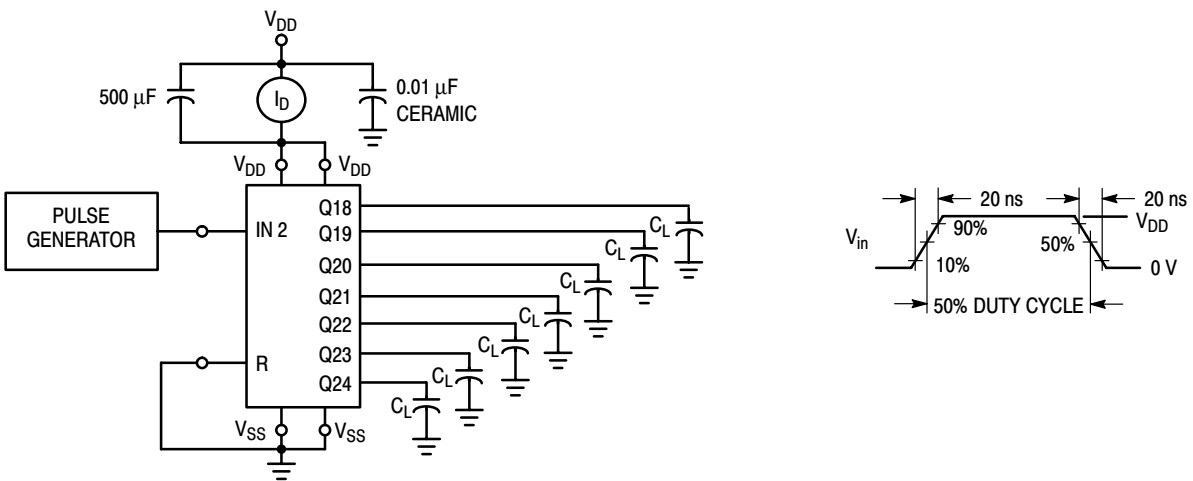 VDD
500 μF
ID
0.01 μF
CERAMIC
VDD
VDD
PULSE
GENERATOR
IN 2
R
Q18
Q19
Q20
Q21
Q22
Q23
Q24
CL
CL
CL
CL
CL
CL
CL
VSS
VSS
20 ns
20 ns
VDD
Vin
90%
50%
10%
0 V
50% DUTY CYCLE